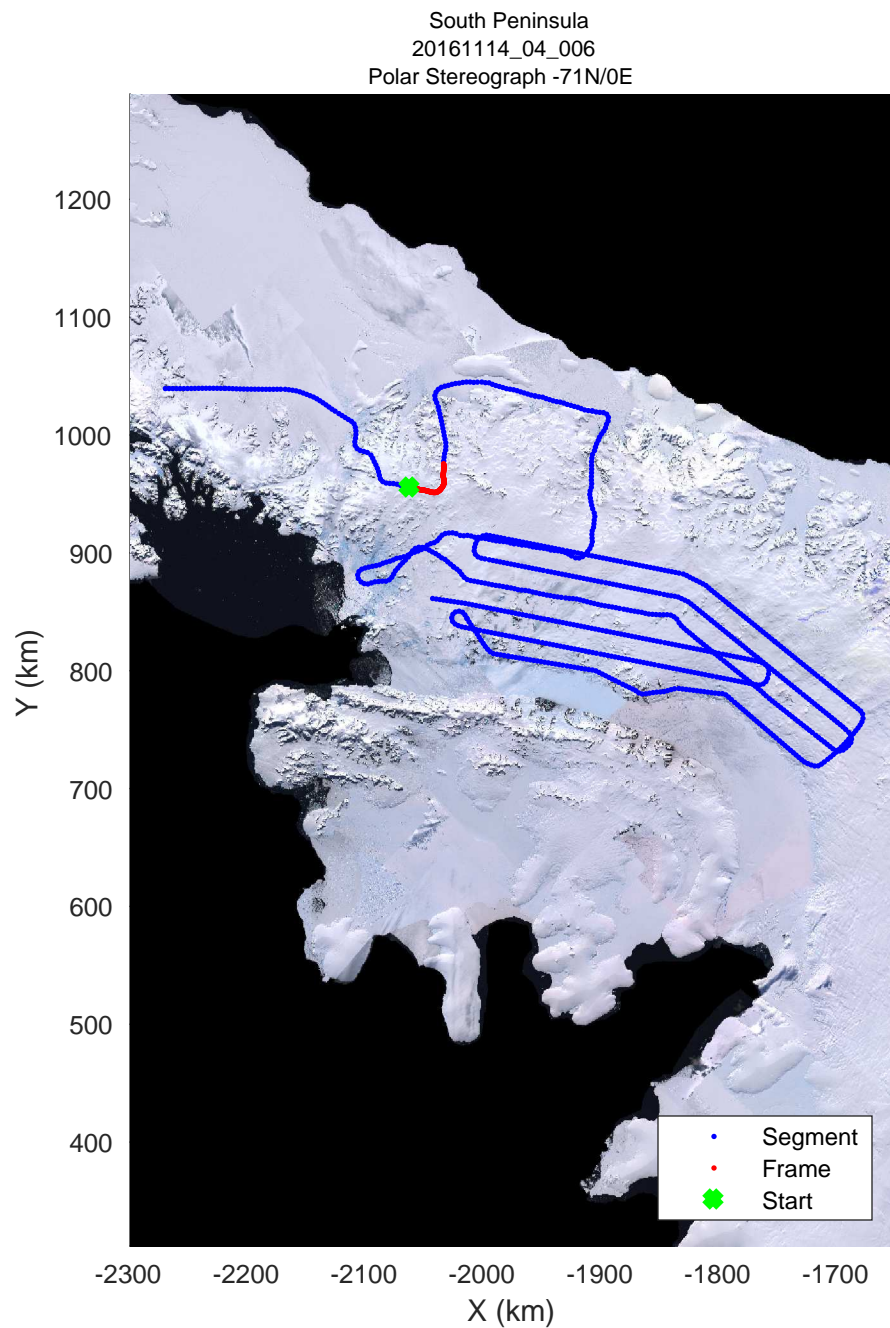 South Peninsula
20161114_04_006
Polar Stereograph -71N/0E
1200
1100
1000
900
800
700
600
500
400
Y (km)
-2300 -2200 -2100 -2000 -1900 -1800 -1700
X (km)
Segment
Frame
Start